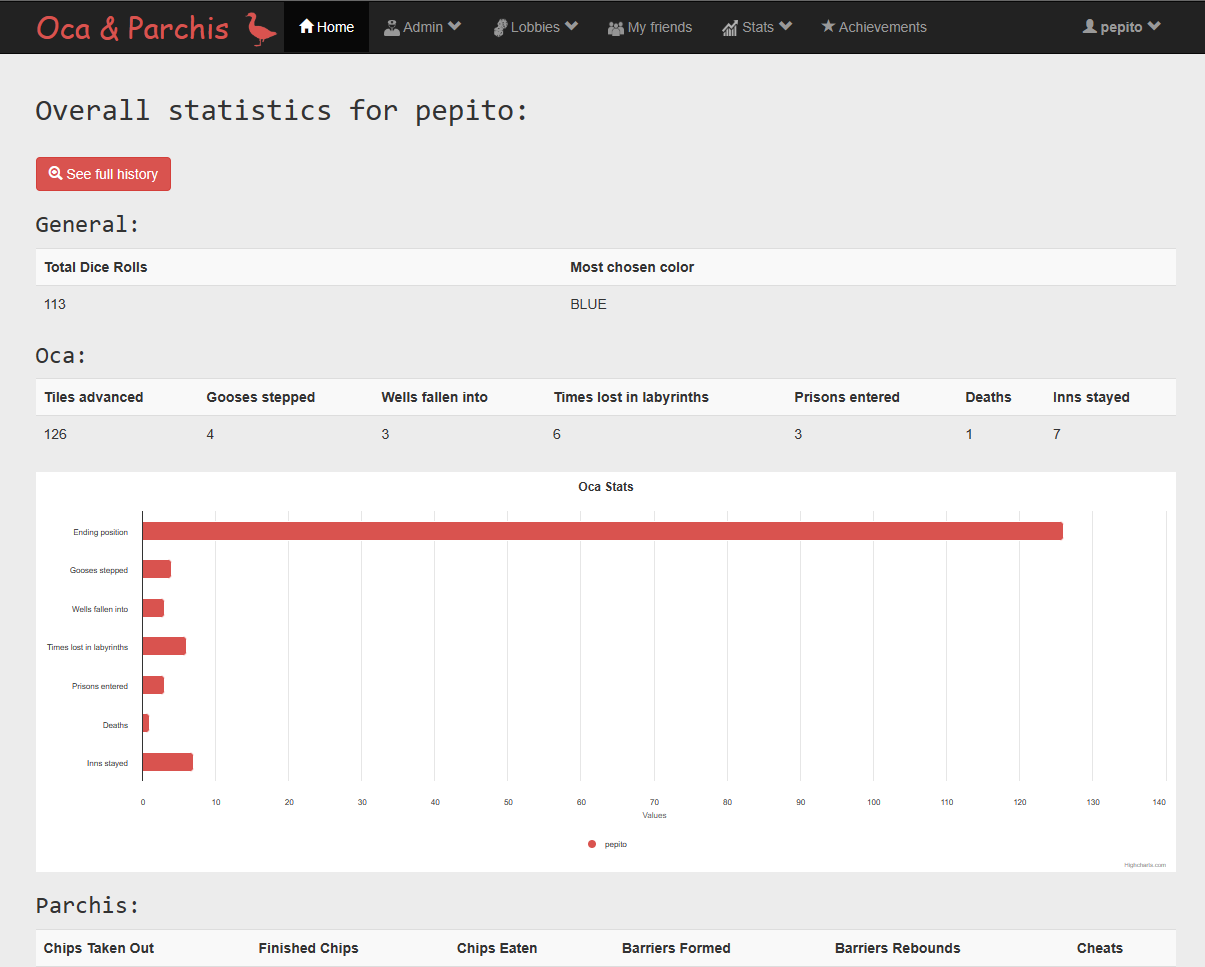 Oca & Parchis Home Admin Lobbies My friends Stats Achievements pepito
Overall statistics for pepito:
See full history
General:
Total Dice Rolls Most chosen color
113 BLUE
Oca:
Tiles advanced Gooses stepped Wells fallen into Times lost in labyrinths Prisons entered Deaths Inns stayed
126 4 3 6 3 1 7
Oca Stats
Ending position
Gooses stepped
Wells fallen into
Times lost in labyrinths
Prisons entered
Deaths
Inns stayed
0 10 20 30 40 50 60 70 80 90 100 110 120 130 140
Values
pepito
Highcharts.com
Parchis:
Chips Taken Out Finished Chips Chips Eaten Barriers Formed Barriers Rebounds Cheats